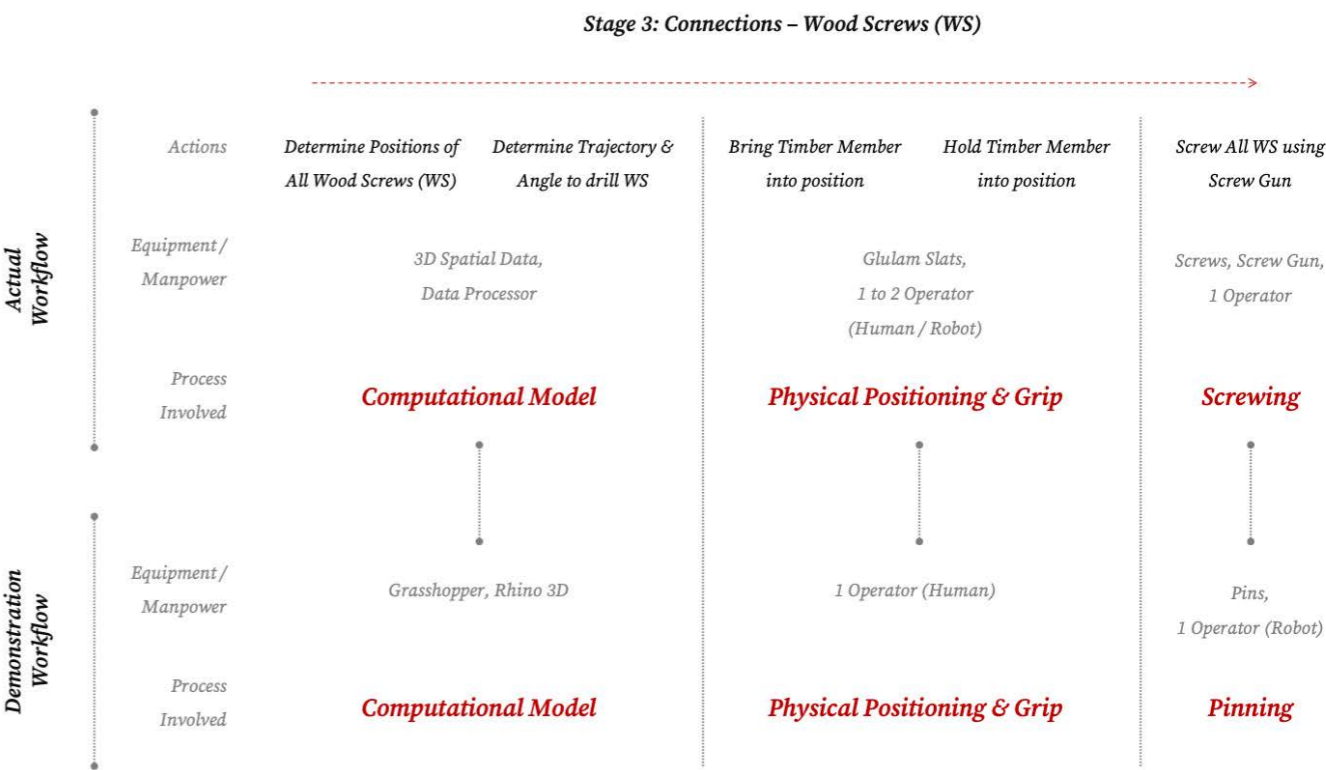 Stage 3: Connections – Wood Screws (WS)
Actual
Workflow
Actions
Determine Positions of
All Wood Screws (WS)
Determine Trajectory &
Angle to drill WS
Bring Timber Member
into position
Hold Timber Member
into position
Screw All WS using
Screw Gun
Equipment /
Manpower
3D Spatial Data,
Data Processor
Glulam Slats,
1 to 2 Operator
(Human / Robot)
Screws, Screw Gun,
1 Operator
Process
Involved
Computational Model
Physical Positioning & Grip
Screwing
Demonstration
Workflow
Equipment /
Manpower
Grasshopper, Rhino 3D
1 Operator (Human)
Pins,
1 Operator (Robot)
Process
Involved
Computational Model
Physical Positioning & Grip
Pinning